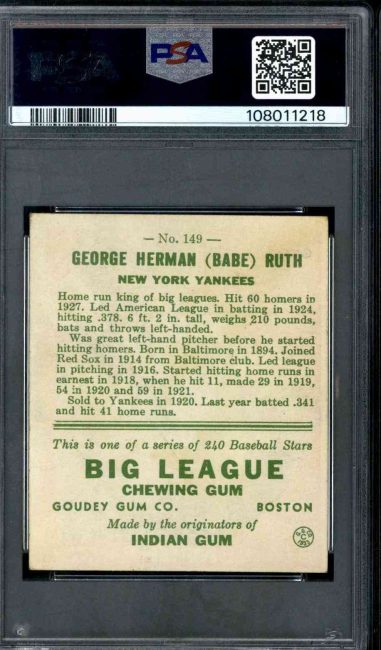 PSA
108011218
— No. 149 —
GEORGE HERMAN (BABE) RUTH
NEW YORK YANKEES
Home run king of big leagues. Hit 60 homers in
1927. Led American League in batting in 1924,
hitting .378. 6 ft. 2 in. tall, weighs 210 pounds,
bats and throws left-handed.
Was great left-hand pitcher before he started
hitting homers. Born in Baltimore in 1894. Joined
Red Sox in 1914 from Baltimore club. Led league
in pitching in 1916. Started hitting home runs in
earnest in 1918, when he hit 11, made 29 in 1919,
54 in 1920 and 59 in 1921.
Sold to Yankees in 1920. Last year batted .341
and hit 41 home runs.
This is one of a series of 240 Baseball Stars
BIG LEAGUE
CHEWING GUM
GOUDEY GUM CO. BOSTON
Made by the originators of
INDIAN GUM